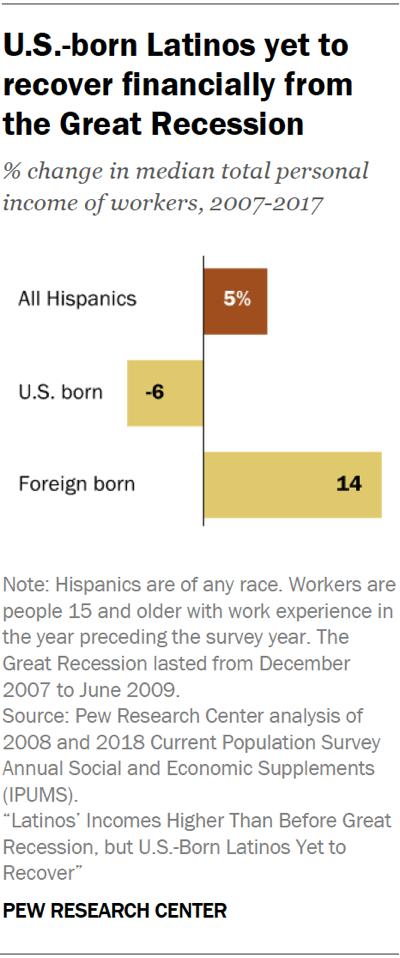 U.S.-born Latinos yet to
recover financially from
the Great Recession
% change in median total personal
income of workers, 2007-2017
All Hispanics
5%
U.S. born
-6
Foreign born
14
Note: Hispanics are of any race. Workers are
people 15 and older with work experience in
the year preceding the survey year. The
Great Recession lasted from December
2007 to June 2009.
Source: Pew Research Center analysis of
2008 and 2018 Current Population Survey
Annual Social and Economic Supplements
(IPUMS).
“Latinos’ Incomes Higher Than Before Great
Recession, but U.S.-Born Latinos Yet to
Recover”
PEW RESEARCH CENTER